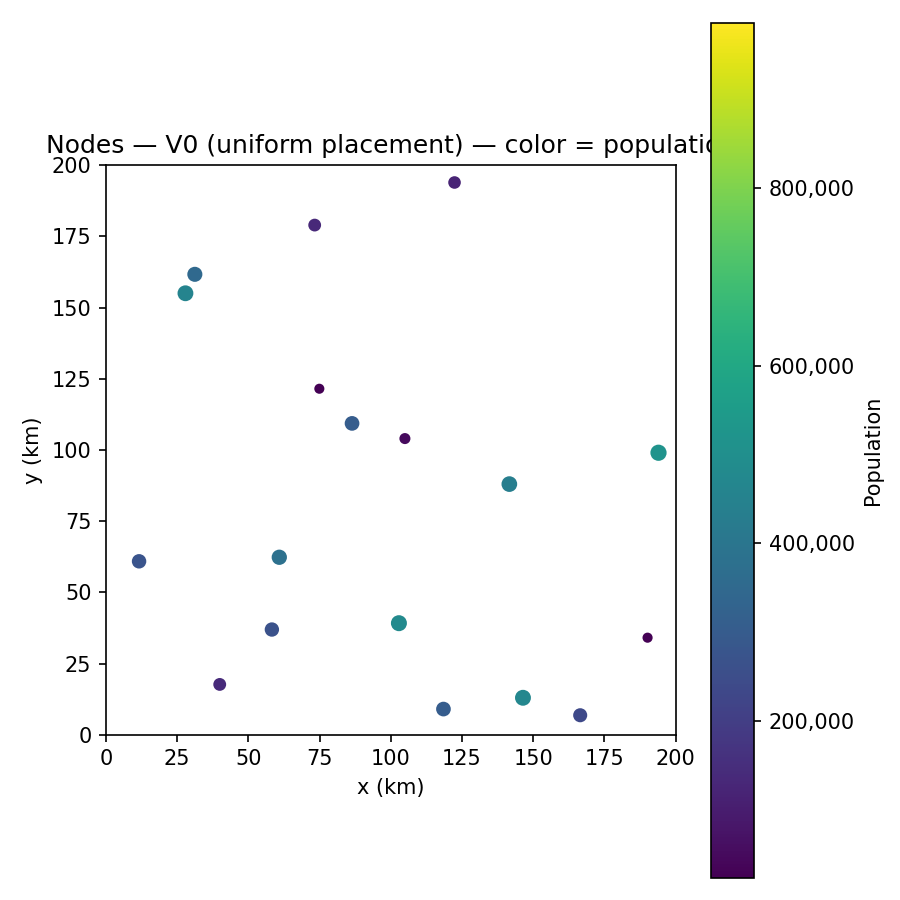 Nodes — V0 (uniform placement) — color = populatio
200
175
150
125
100
75
50
25
0
y (km)
0 25 50 75 100 125 150 175 200
x (km)
800,000
600,000
400,000
200,000
Population